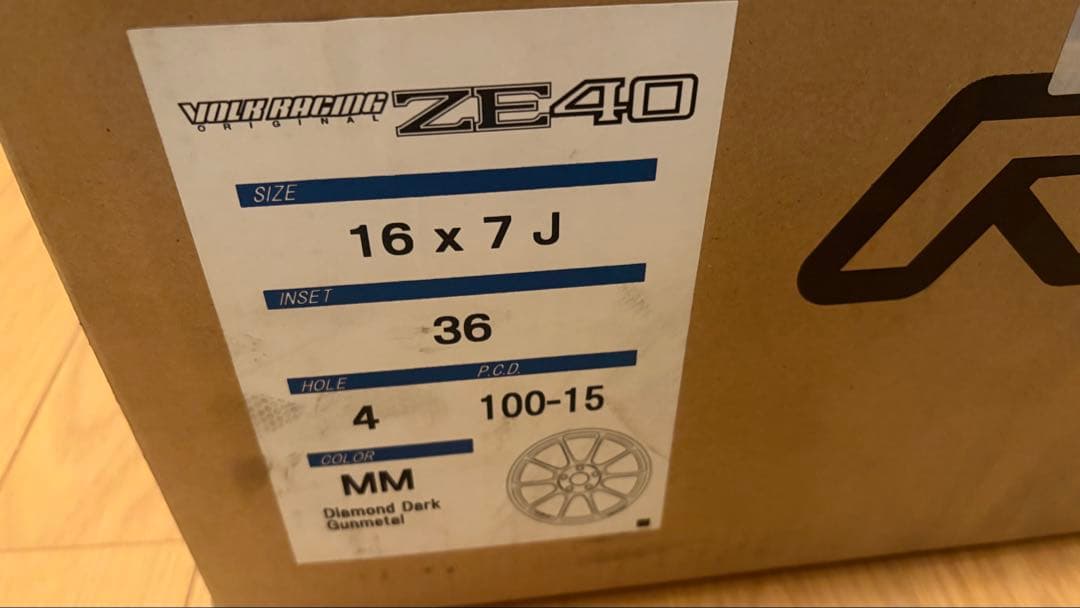 VOLK RACING ZE40
ORIGINAL
SIZE
16 x 7 J
INSET
36
HOLE P.C.D.
4 100-15
COLOR
MM
Diamond Dark
Gunmetal